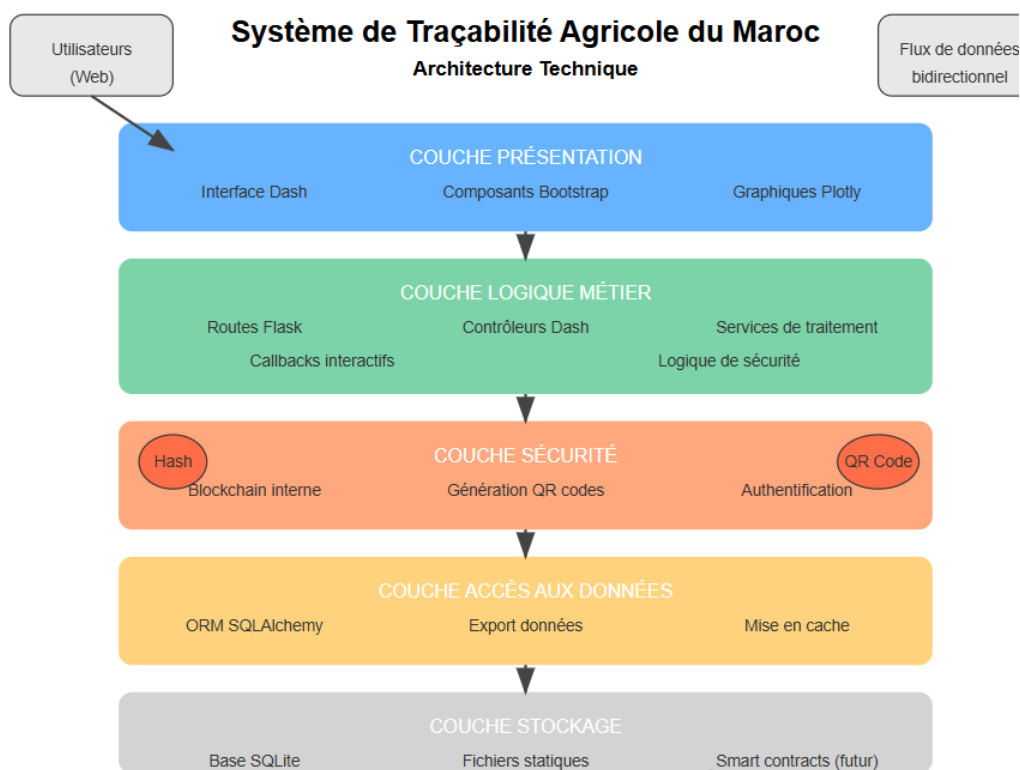 Système de Traçabilité Agricole du Maroc
Architecture Technique
Utilisateurs
(Web)
Flux de données
bidirectionnel
COUCHE PRÉSENTATION
Interface Dash
Composants Bootstrap
Graphiques Plotly
COUCHE LOGIQUE MÉTIER
Routes Flask
Contrôleurs Dash
Services de traitement
Callbacks interactifs
Logique de sécurité
COUCHE SÉCURITÉ
Hash
QR Code
Blockchain interne
Génération QR codes
Authentification
COUCHE ACCÈS AUX DONNÉES
ORM SQLAlchemy
Export données
Mise en cache
COUCHE STOCKAGE
Base SQLite
Fichiers statiques
Smart contracts (futur)